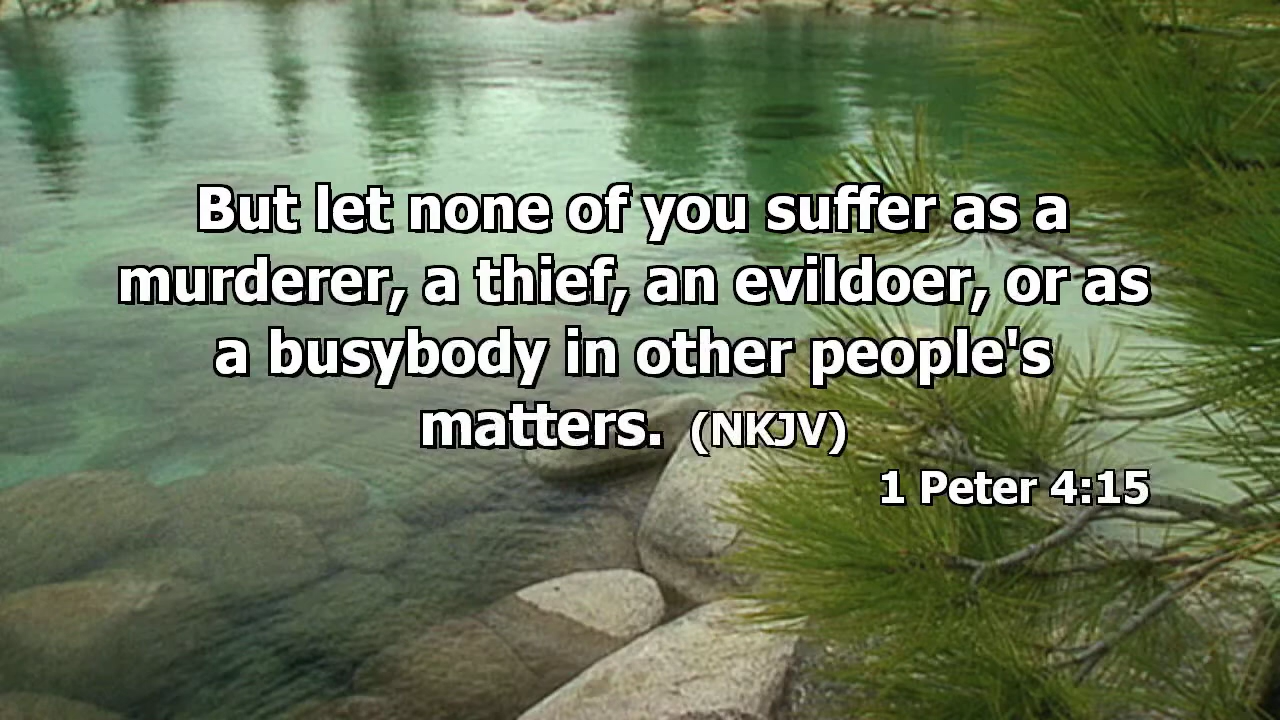 But let none of you suffer as a
murderer, a thief, an evildoer, or as
a busybody in other people's
matters. (NKJV)
1 Peter 4:15